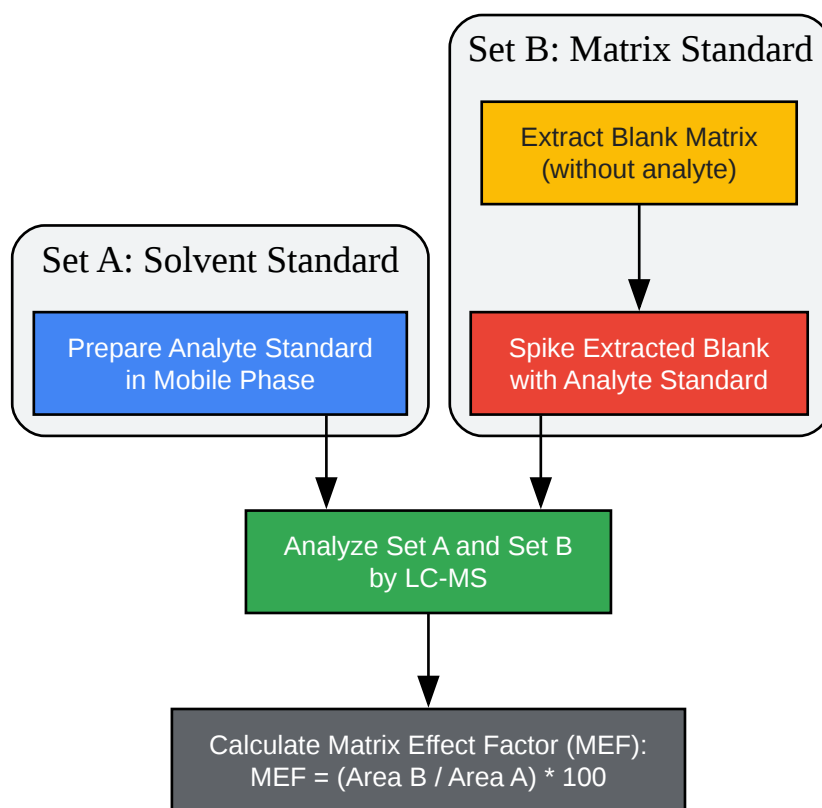 Set B: Matrix Standard
Extract Blank Matrix
(without analyte)
Set A: Solvent Standard
Prepare Analyte Standard
in Mobile Phase
Spike Extracted Blank
with Analyte Standard
Analyze Set A and Set B
by LC-MS
Calculate Matrix Effect Factor (MEF):
MEF = (Area B / Area A) * 100